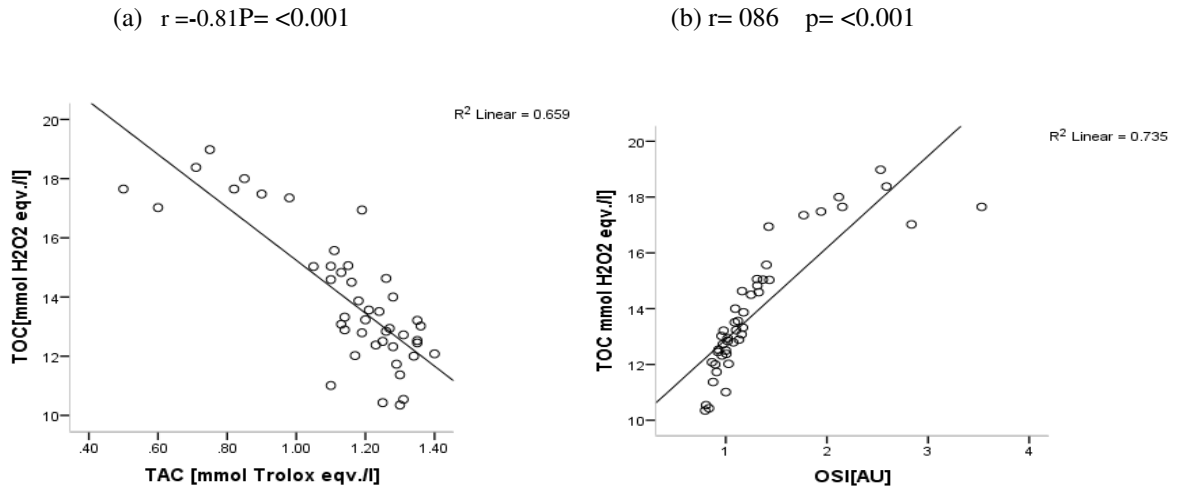 (a) r =-0.81P= <0.001
(b) r= 086 p= <0.001
R2 Linear = 0.659
TOC[mmol H2O2 eqv./l]
20
18
16
14
12
10
.40 .60 .80 1.00 1.20 1.40
TAC [mmol Trolox eqv./l]
R2 Linear = 0.735
TOC mmol H2O2 eqv./l]
20
18
16
14
12
10
1 2 3 4
OSI[AU]